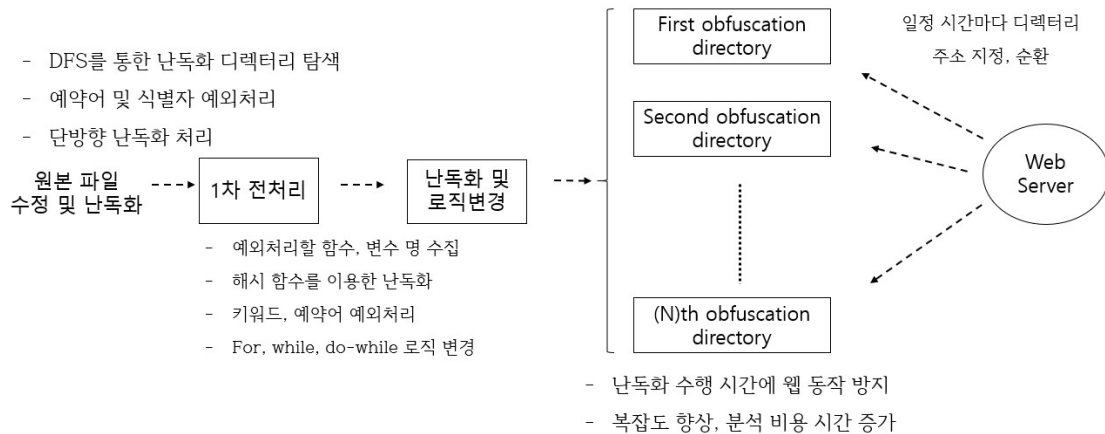 - DFS를 통한 난독화 디렉터리 탐색
- 예약어 및 식별자 예외처리
- 단방향 난독화 처리
원본 파일
수정 및 난독화
1차 전처리
난독화 및
로직변경
- 예외처리할 함수, 변수 명 수집
- 해시 함수를 이용한 난독화
- 키워드, 예약어 예외처리
- For, while, do-while 로직 변경
First obfuscation
directory
Second obfuscation
directory
(N)th obfuscation
directory
일정 시간마다 디렉터리
주소 지정, 순환
Web
Server
- 난독화 수행 시간에 웹 동작 방지
- 복잡도 향상, 분석 비용 시간 증가